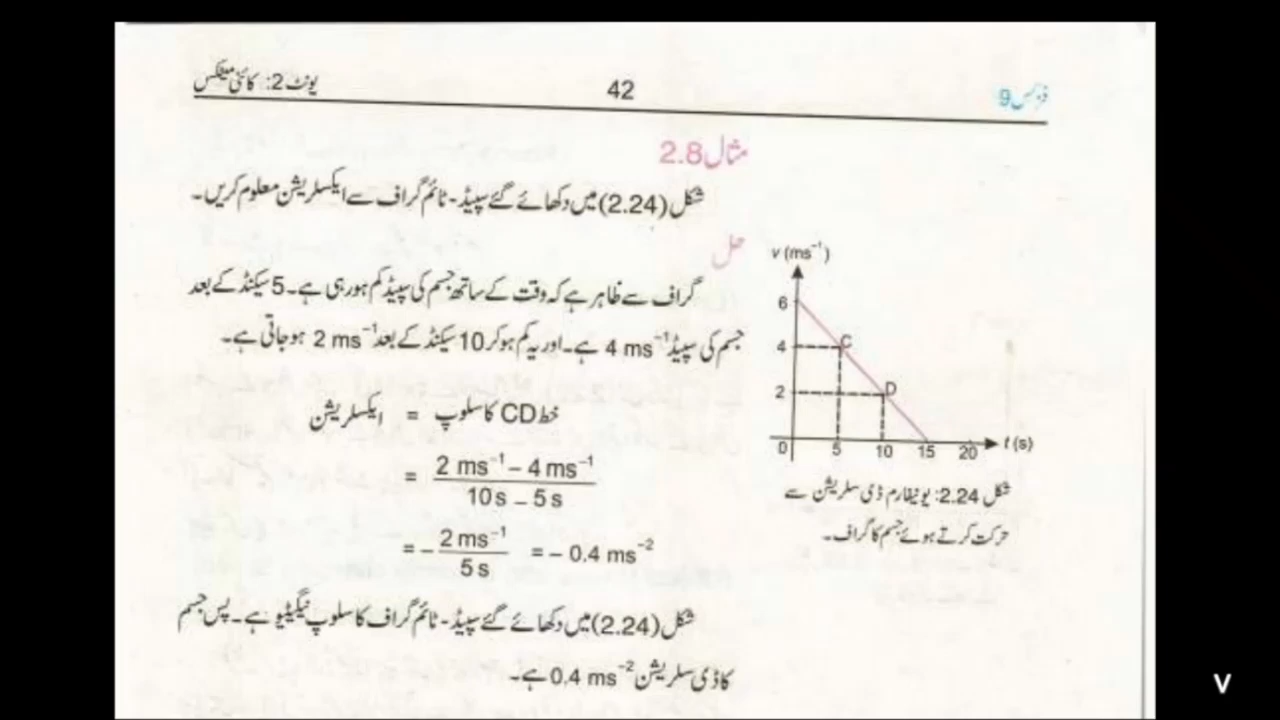 فزکس 9 42 یونٹ 2: کائنی میٹکس
مثال 2.8
شکل (2.24) میں دکھائے گئے سپیڈ - ٹائم گراف سے ایکسلریشن معلوم کریں۔
حل
گراف سے ظاہر ہے کہ وقت کے ساتھ جسم کی سپیڈ کم ہو رہی ہے۔ 5 سیکنڈ کے بعد
جسم کی سپیڈ 4 ms⁻¹ ہے۔ اور یہ کم ہو کر 10 سیکنڈ کے بعد 2 ms⁻¹ ہو جاتی ہے۔
خط CD کا سلوپ = ایکسلریشن
= (2 ms⁻¹ – 4 ms⁻¹) / (10 s – 5 s)
= – (2 ms⁻¹) / (5 s) = – 0.4 ms⁻²
شکل (2.24) میں دکھائے گئے سپیڈ - ٹائم گراف کا سلوپ نیگیٹیو ہے۔ پس جسم
کا ڈی سلریشن 0.4 ms⁻² ہے۔
v (ms⁻¹)
6
4 C
2 D
0 5 10 15 20 t (s)
شکل 2.24: یونیفارم ڈی سلریشن سے
حرکت کرتے ہوئے جسم کا گراف۔
V